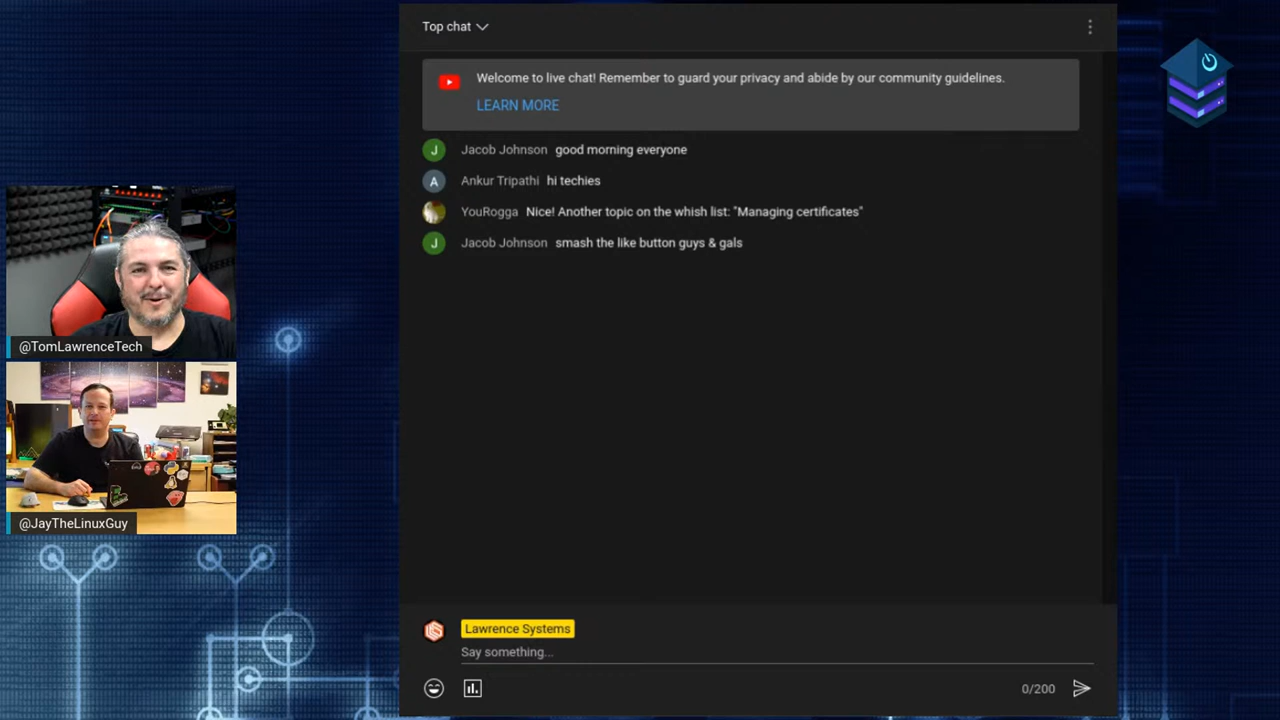 Top chat
Welcome to live chat! Remember to guard your privacy and abide by our community guidelines.
LEARN MORE
J Jacob Johnson good morning everyone
A Ankur Tripathi hi techies
YouRogga Nice! Another topic on the whish list: "Managing certificates"
J Jacob Johnson smash the like button guys & gals
@TomLawrenceTech
@JayTheLinuxGuy
Lawrence Systems
Say something...
0/200